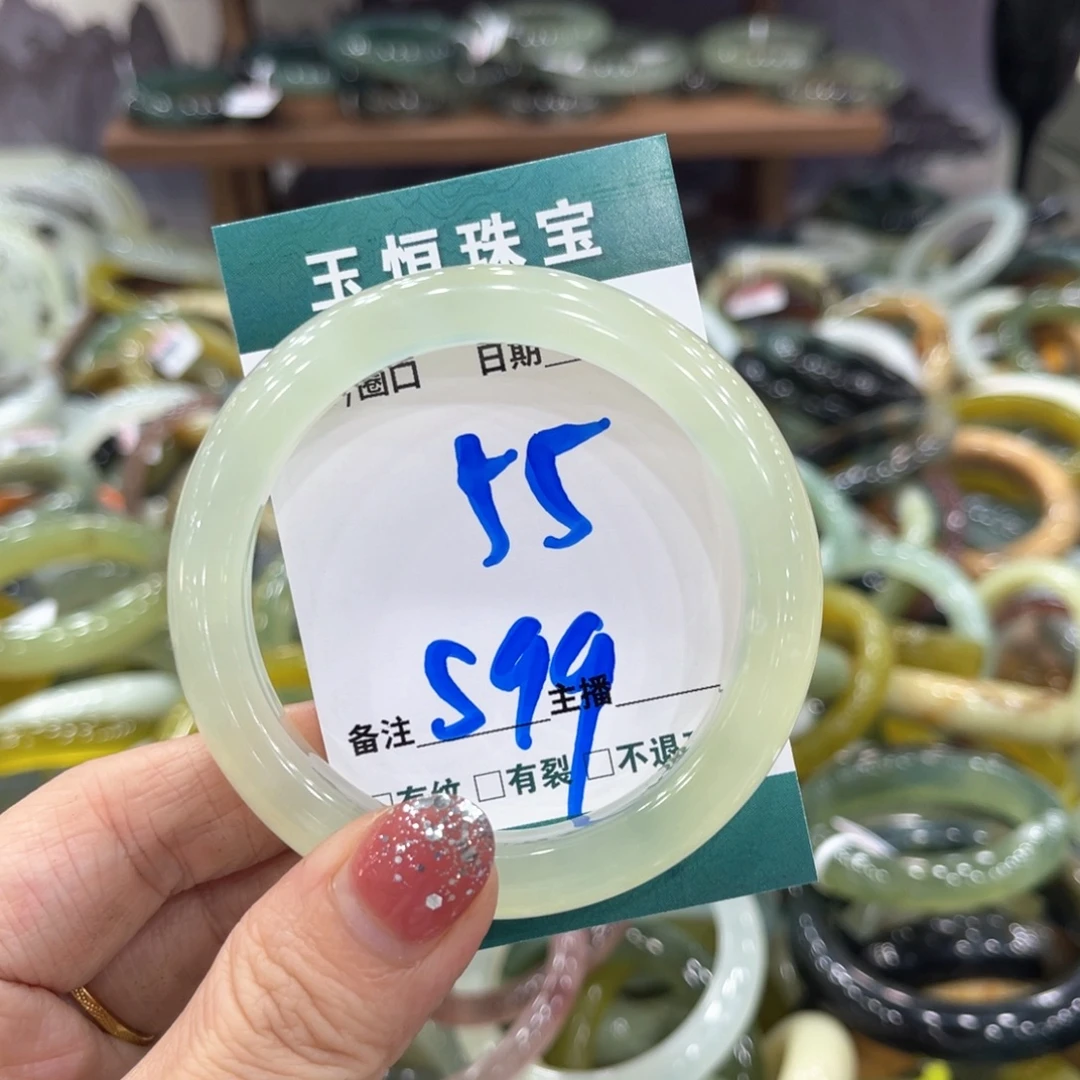 玉恒珠宝
圈口 日期
55
599
备注 主播
□有纹 □有裂 □不退